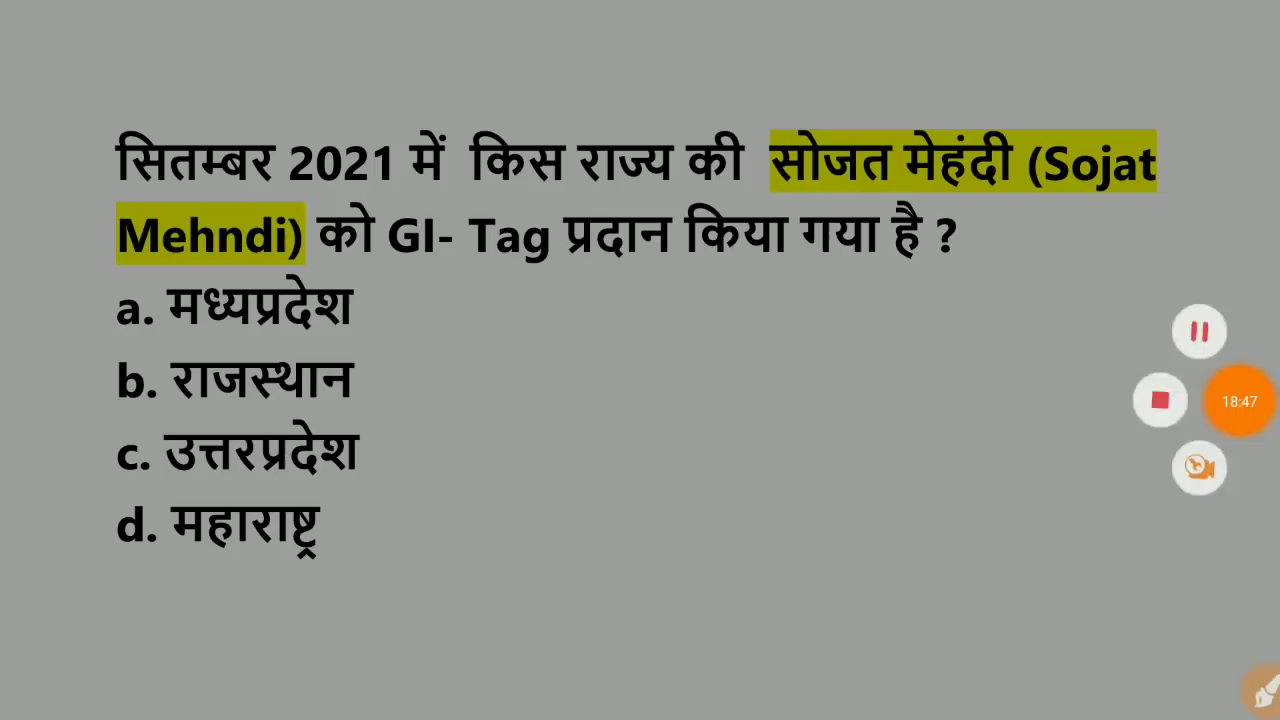 सितम्बर 2021 में किस राज्य की सोजत मेहंदी (Sojat
Mehndi) को GI- Tag प्रदान किया गया है ?
a. मध्यप्रदेश
b. राजस्थान
c. उत्तरप्रदेश
d. महाराष्ट्र
18:47